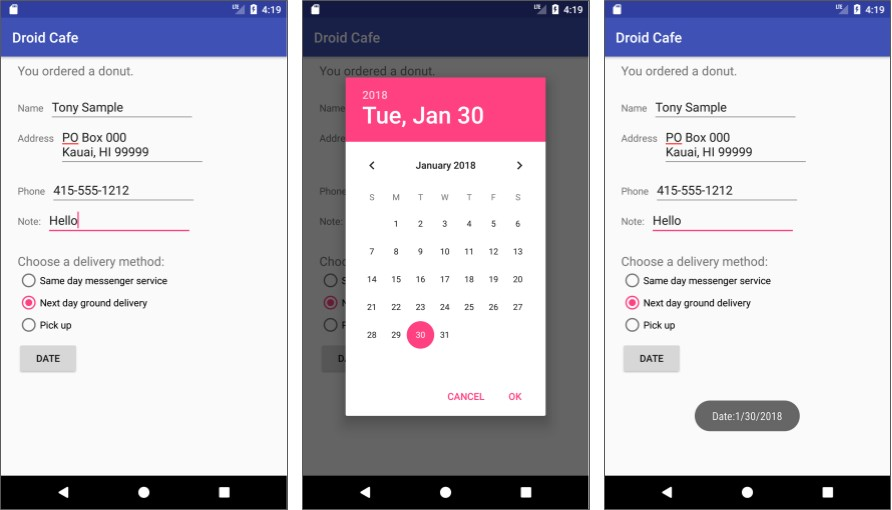 4:19
Droid Cafe
You ordered a donut.
Name Tony Sample
Address PO Box 000
Kauai, HI 99999
Phone 415-555-1212
Note: Hello
Choose a delivery method:
Same day messenger service
Next day ground delivery
Pick up
DATE
4:19
Droid Cafe
You ordered a donut.
Name
Addre
Phone
Note:
2018
Tue, Jan 30
January 2018
S M T W T F S
1 2 3 4 5 6
7 8 9 10 11 12 13
14 15 16 17 18 19 20
21 22 23 24 25 26 27
28 29 30 31
CANCEL OK
4:19
Droid Cafe
You ordered a donut.
Name Tony Sample
Address PO Box 000
Kauai, HI 99999
Phone 415-555-1212
Note: Hello
Choose a delivery method:
Same day messenger service
Next day ground delivery
Pick up
DATE
Date:1/30/2018